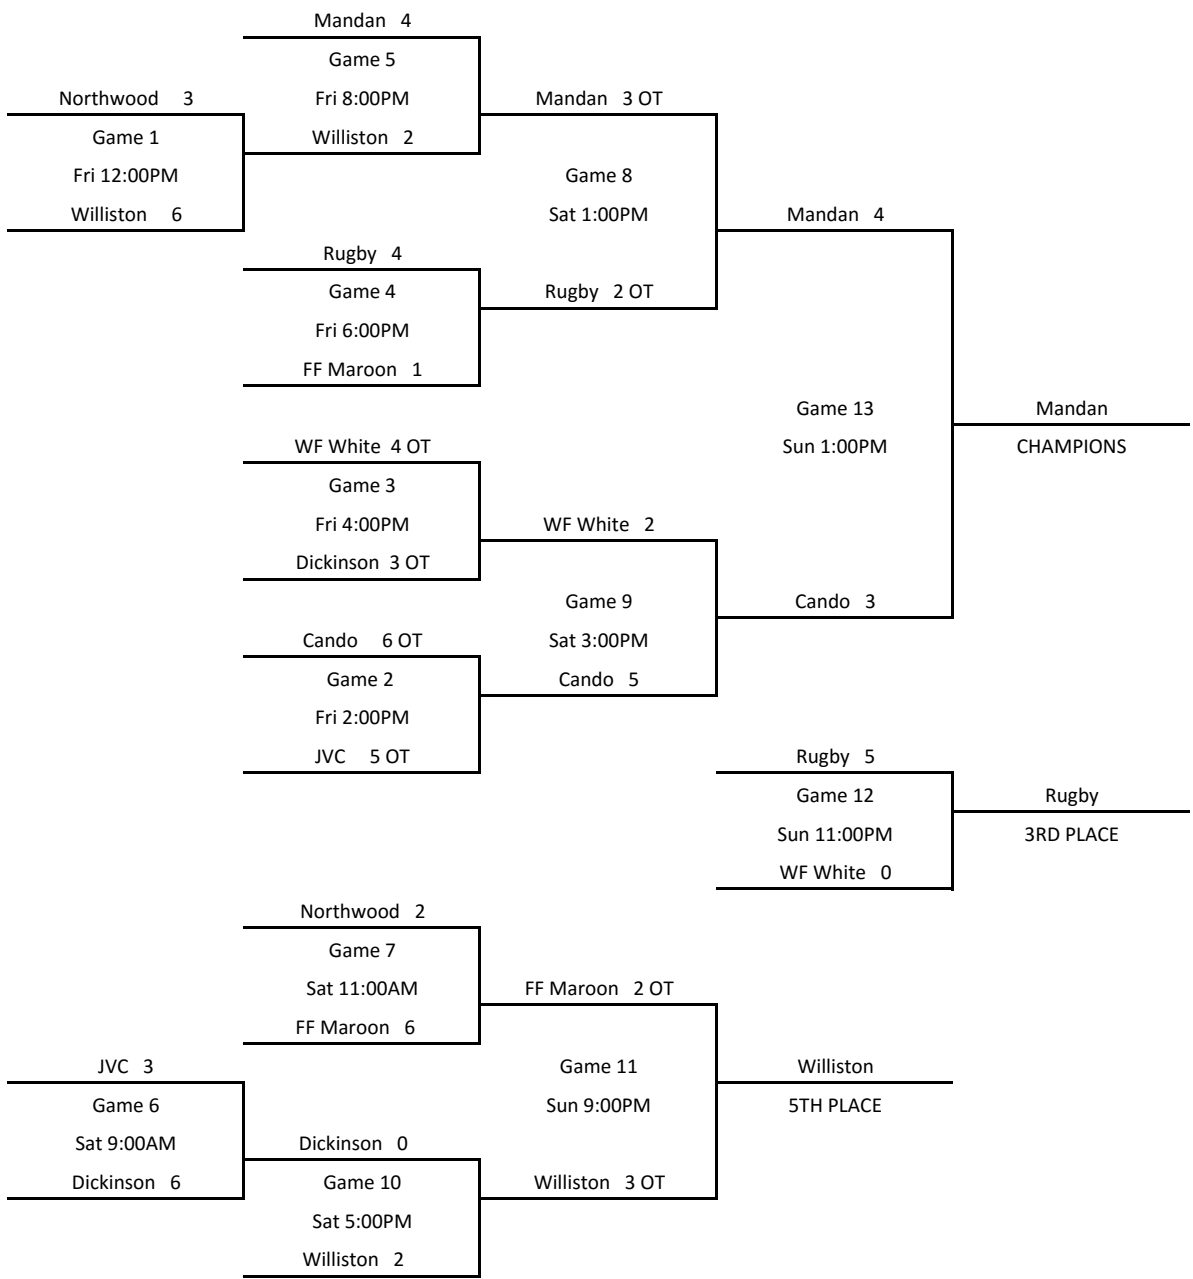 Mandan 4
Game 5
Fri 8:00PM
Williston 2
Northwood 3
Game 1
Fri 12:00PM
Williston 6
Mandan 3 OT
Game 8
Sat 1:00PM
Rugby 2 OT
Rugby 4
Game 4
Fri 6:00PM
FF Maroon 1
Mandan 4
Game 13
Sun 1:00PM
Cando 3
Mandan
CHAMPIONS
WF White 4 OT
Game 3
Fri 4:00PM
Dickinson 3 OT
WF White 2
Game 9
Sat 3:00PM
Cando 5
Cando 6 OT
Game 2
Fri 2:00PM
JVC 5 OT
Rugby 5
Game 12
Sun 11:00PM
WF White 0
Rugby
3RD PLACE
Northwood 2
Game 7
Sat 11:00AM
FF Maroon 6
JVC 3
Game 6
Sat 9:00AM
Dickinson 6
Dickinson 0
Game 10
Sat 5:00PM
Williston 2
FF Maroon 2 OT
Game 11
Sun 9:00PM
Williston 3 OT
Williston
5TH PLACE